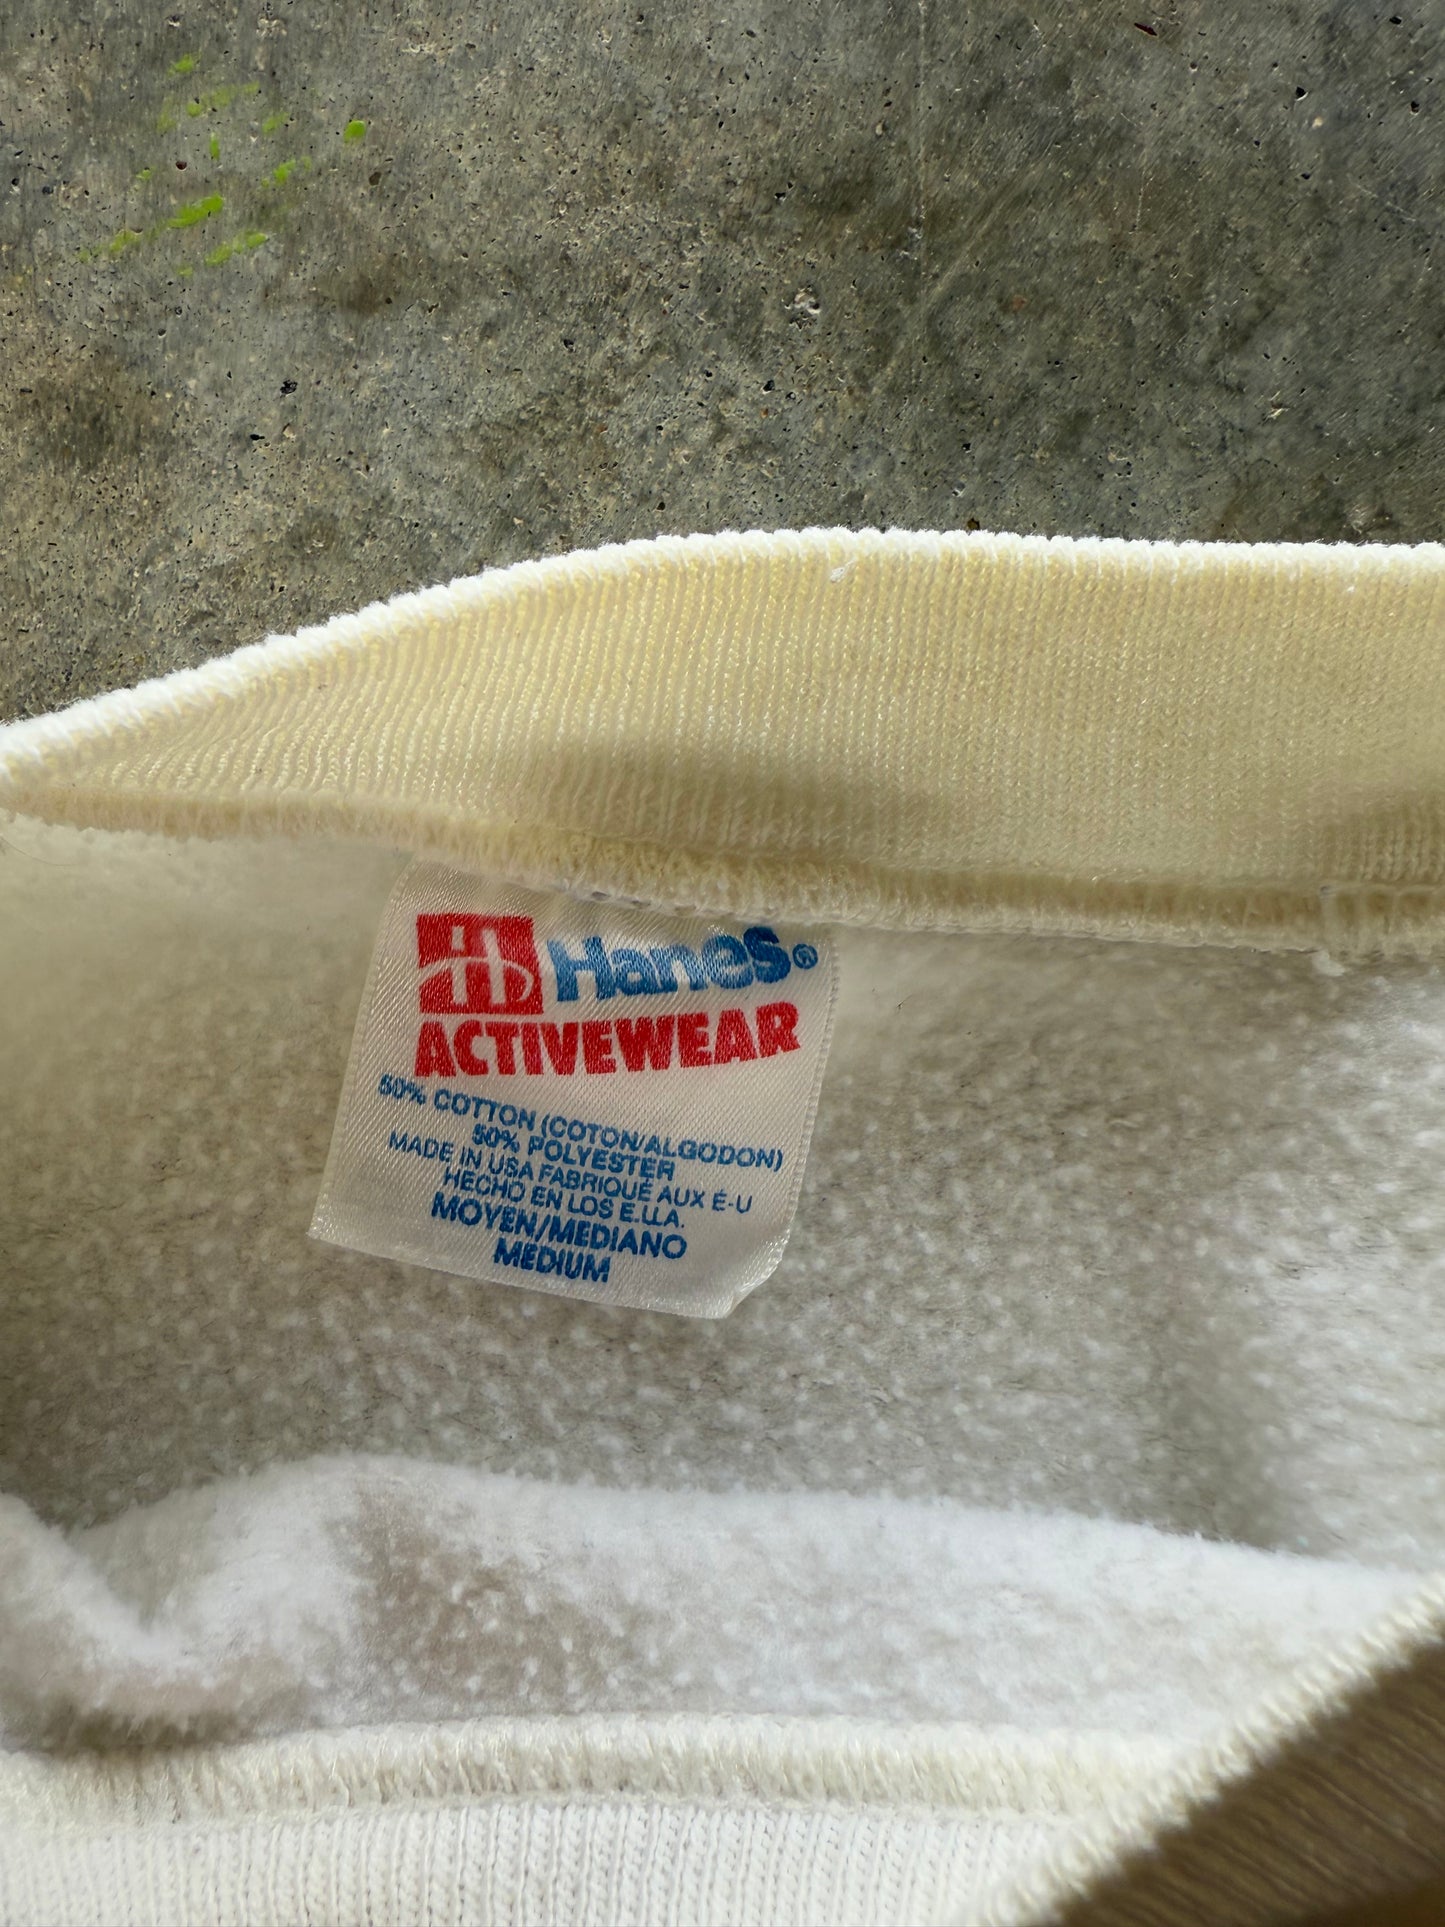 H Hanes®
ACTIVEWEAR
50% COTTON (COTON/ALGODON)
50% POLYESTER
MADE IN USA FABRIQUÉ AUX É-U
HECHO EN LOS E.U.A.
MOYEN/MEDIANO
MEDIUM